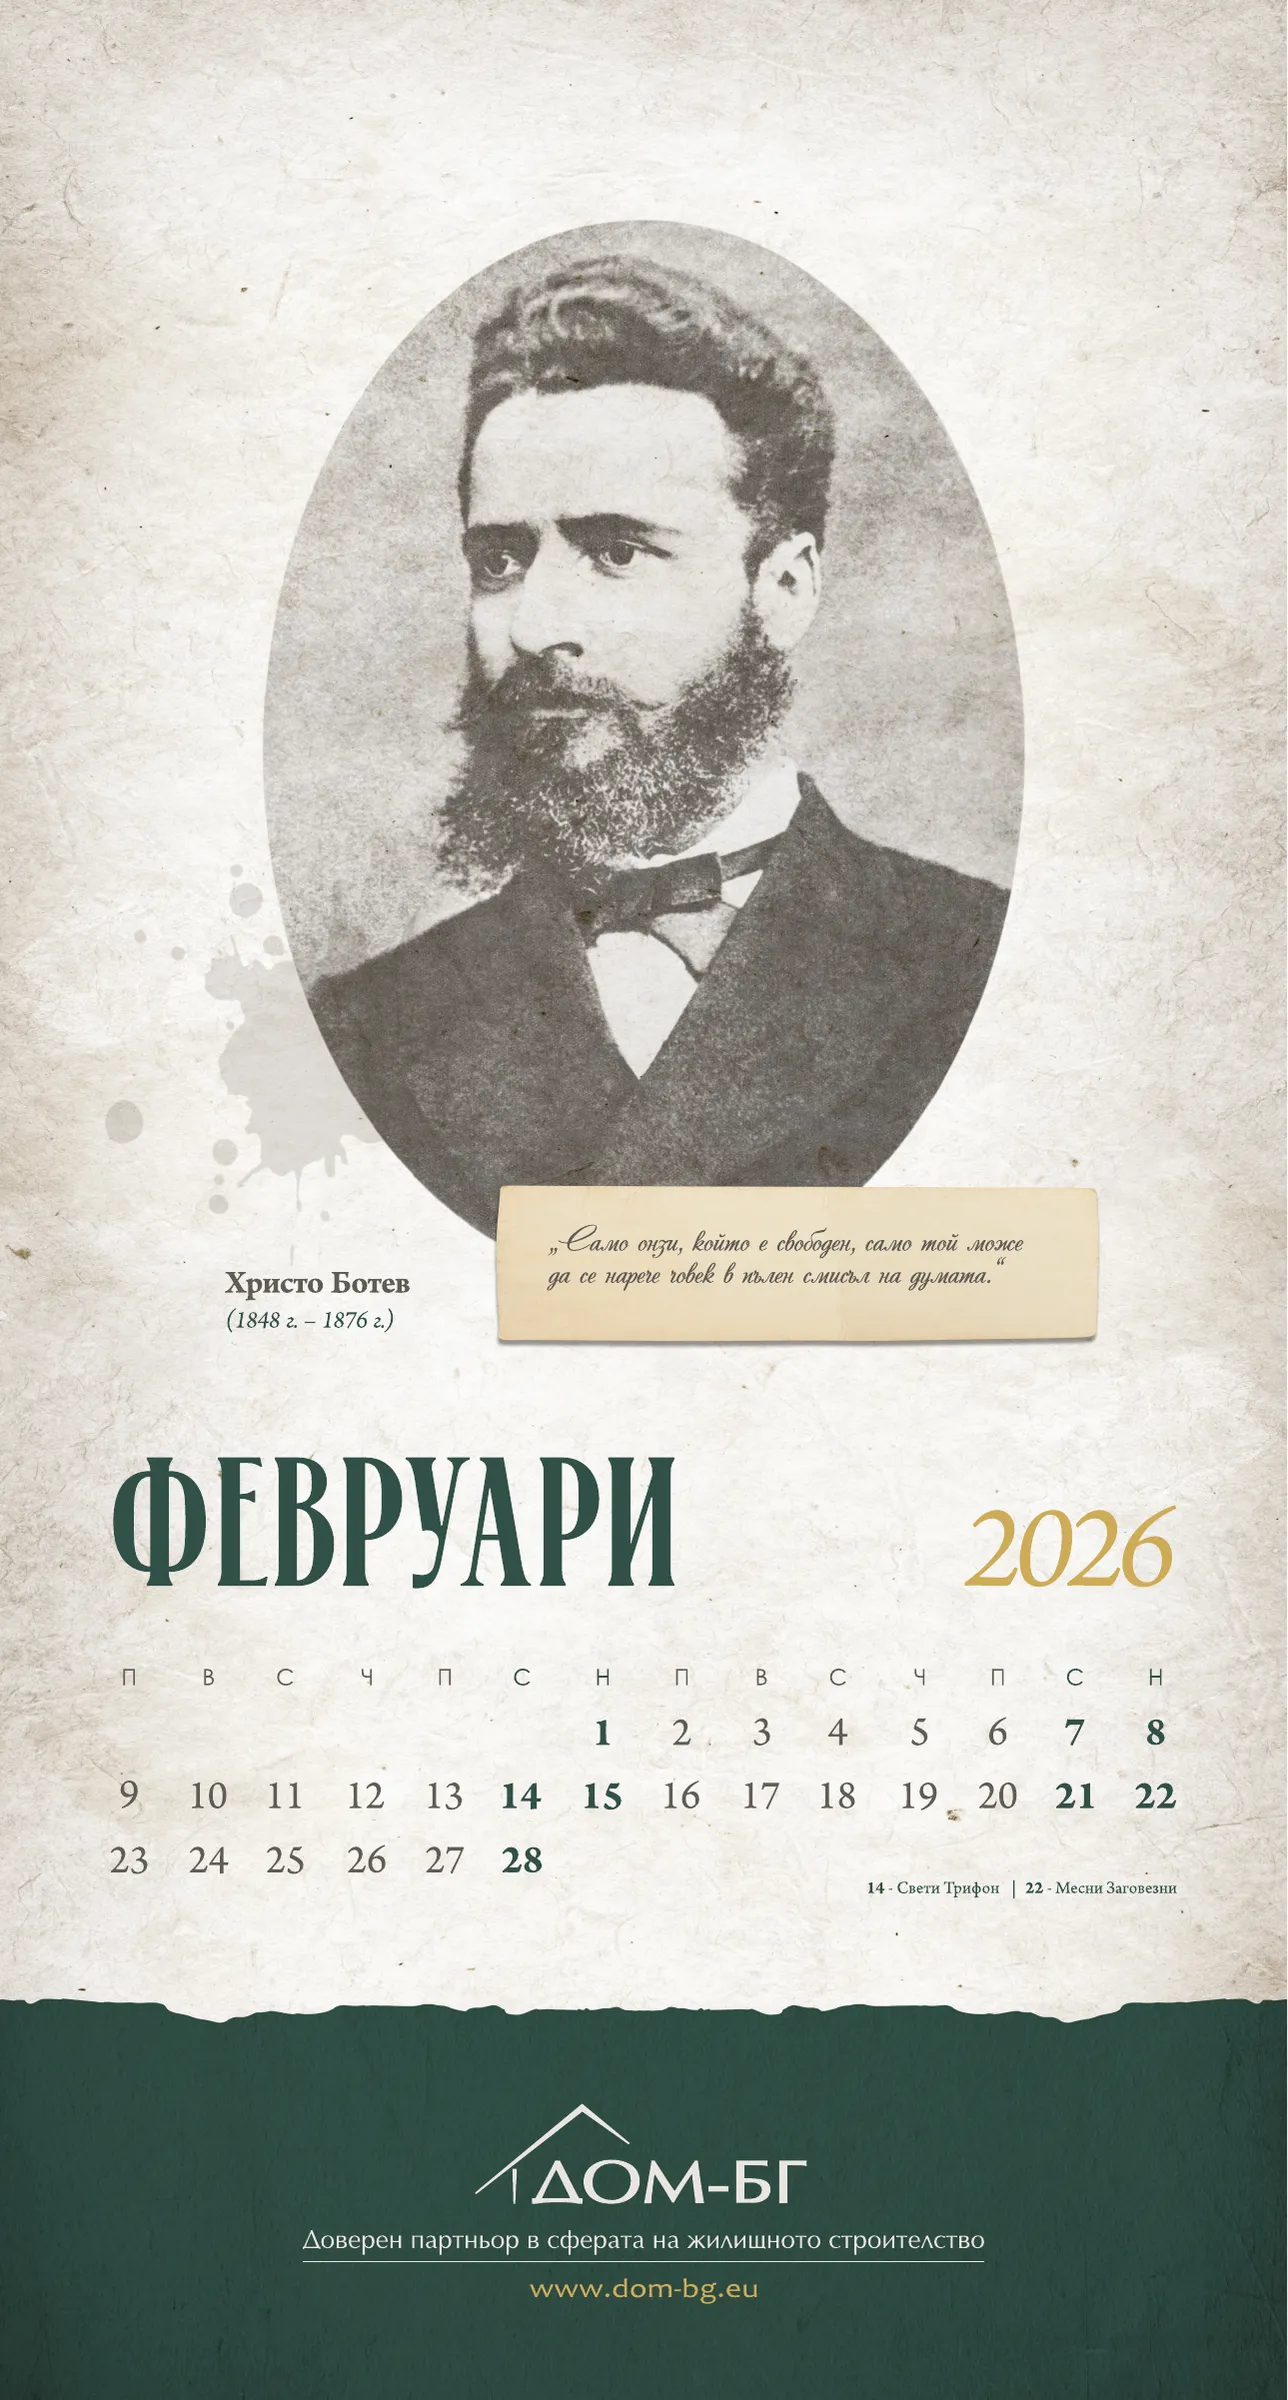 „Само онзи, който е свободен, само той може
да се нарече човек в пълен смисъл на думата.“
Христо Ботев
(1848 г. – 1876 г.)
ФЕВРУАРИ 2026
П В С Ч П С Н П В С Ч П С Н
1 2 3 4 5 6 7 8
9 10 11 12 13 14 15 16 17 18 19 20 21 22
23 24 25 26 27 28
14 - Свети Трифон | 22 - Месни Заговезни
ДОМ-БГ
Доверен партньор в сферата на жилищното строителство
www.dom-bg.eu